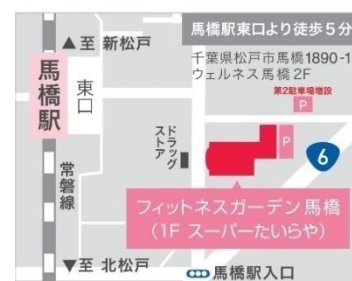 馬橋駅東口より徒歩5分
千葉県松戸市馬橋1890-1
ウェルネス馬橋2F
第2駐車場増設
P
P
▲至 新松戸
馬橋駅
東口
常磐線
ドラッグ
ストア
6
フィットネスガーデン馬橋
(1F スーパーたいらや)
▼至 北松戸
馬橋駅入口